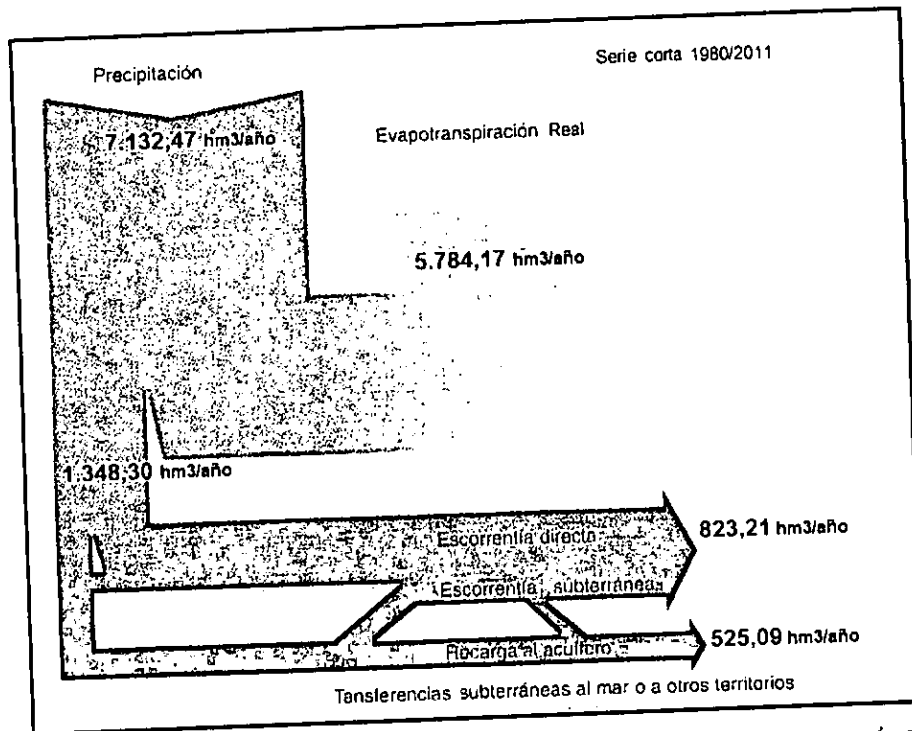 Serie corta 1980/2011
Precipitación
7.132,47 hm3/año
Evapotranspiración Real
5.784,17 hm3/año
1.348,30 hm3/año
Escorrentía directa
823,21 hm3/año
Escorrentía subterránea
Recarga al acuífero
525,09 hm3/año
Tansferencias subterráneas al mar o a otros territorios